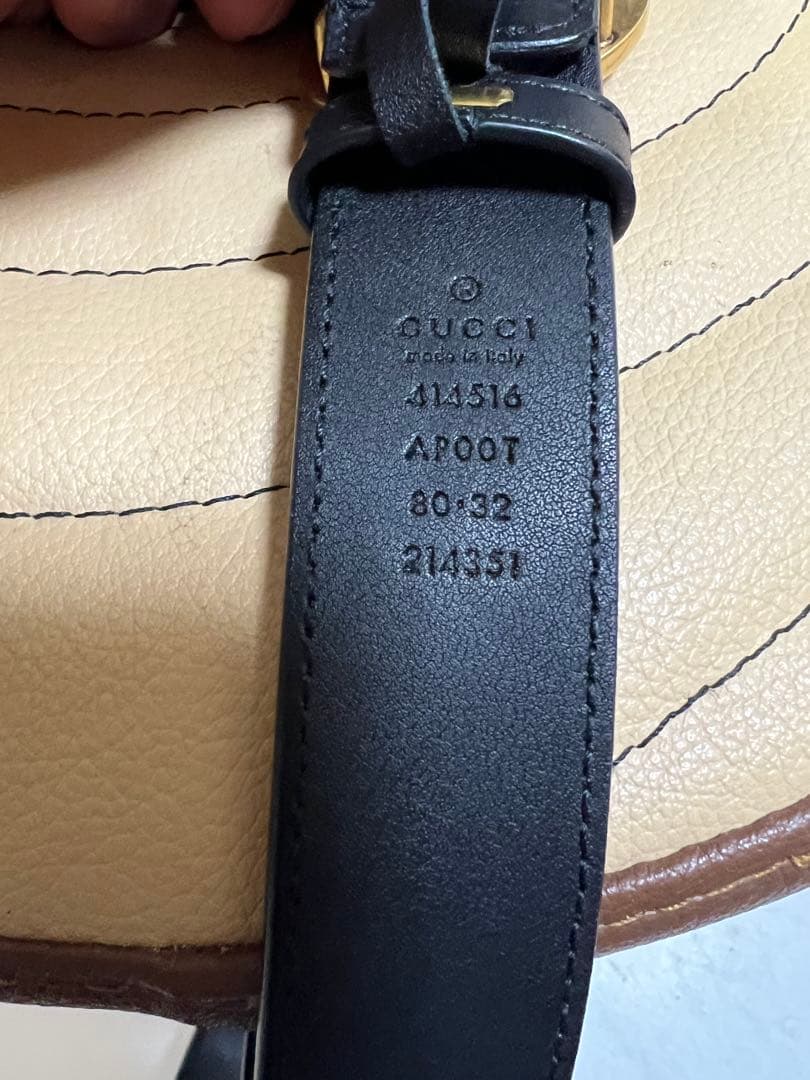 ®
GUCCI
made in italy
414516
AP00T
80·32
214351